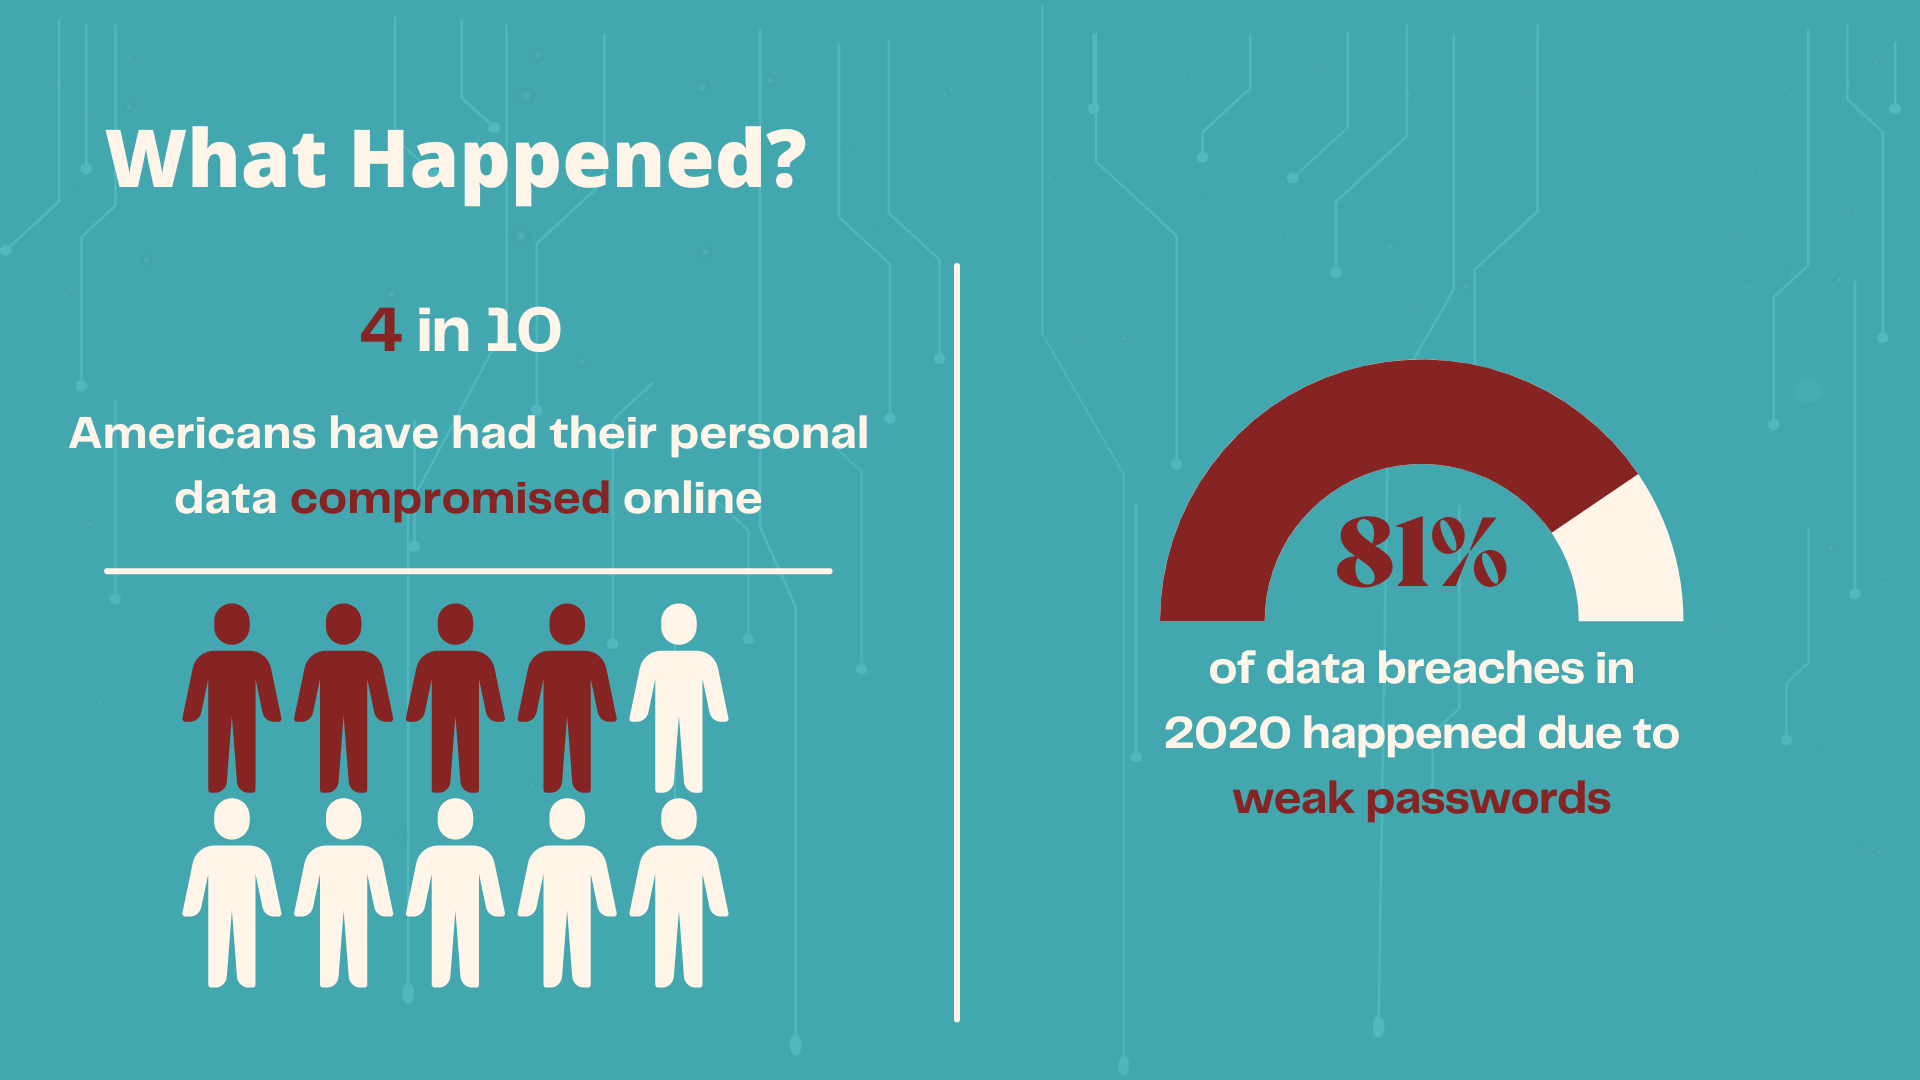 What Happened?
4 in 10
Americans have had their personal
data compromised online
81%
of data breaches in
2020 happened due to
weak passwords